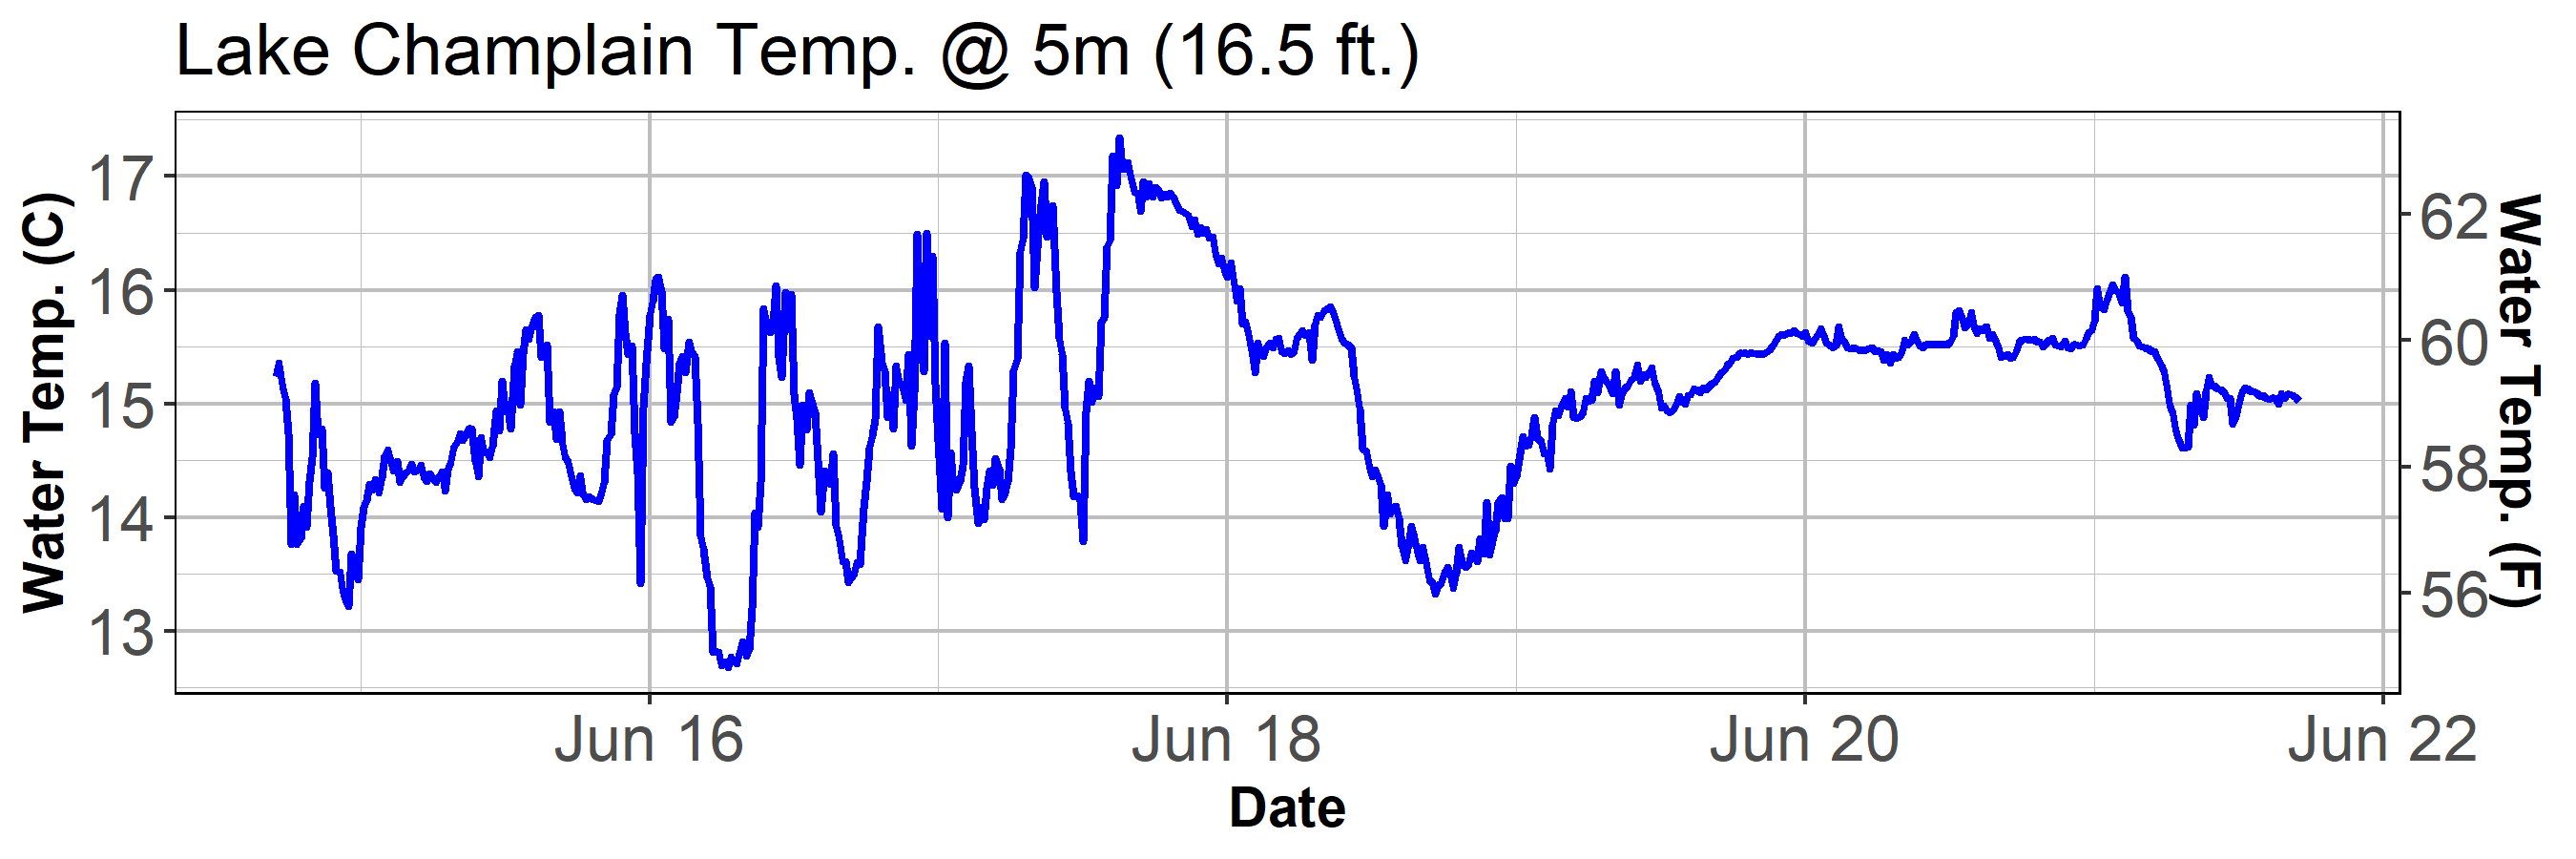 Lake Champlain Temp. @ 5m (16.5 ft.)
Water Temp. (C)
17
16
15
14
13
62
60
58
56
Water Temp. (F)
Jun 16
Jun 18
Jun 20
Jun 22
Date